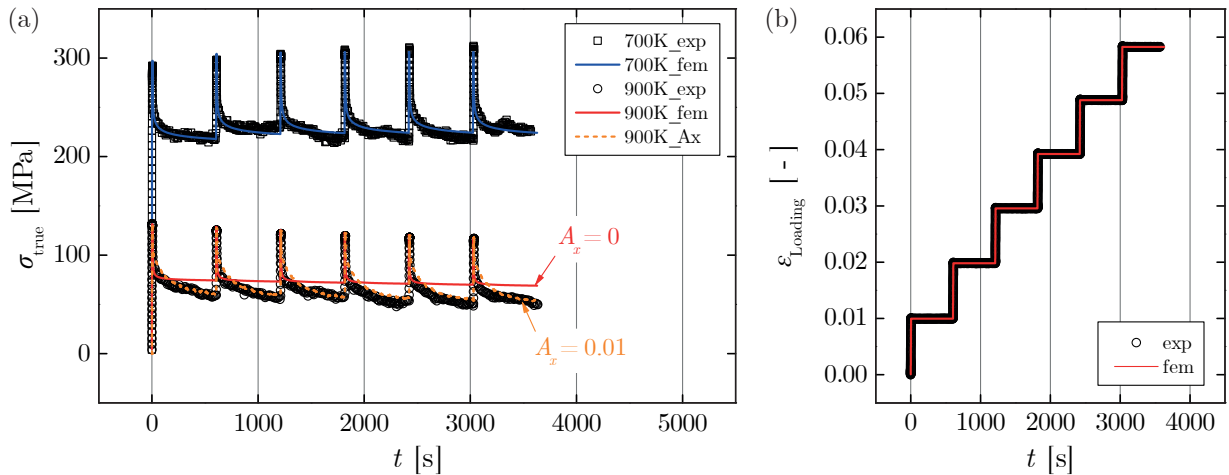 (a)
σtrue [MPa]
300
200
100
0
0 1000 2000 3000 4000 5000
t [s]
700K_exp
700K_fem
900K_exp
900K_fem
900K_Ax
Ax=0
Ax=0.01
(b)
εLoading [ - ]
0.06
0.05
0.04
0.03
0.02
0.01
0.00
0 1000 2000 3000 4000
t [s]
exp
fem